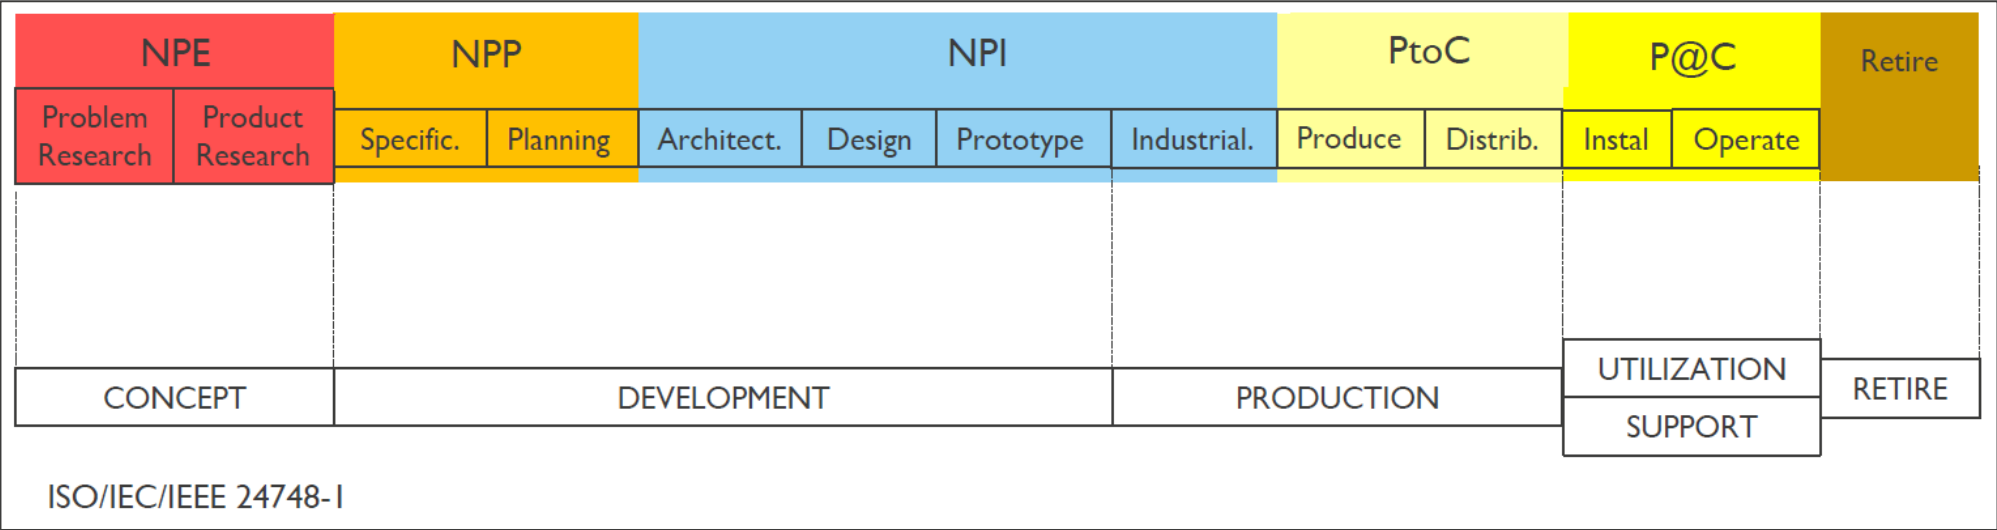 NPE
NPP
NPI
PtoC
P@C
Retire
Problem
Research
Product
Research
Specific.
Planning
Architect.
Design
Prototype
Industrial.
Produce
Distrib.
Instal
Operate
CONCEPT
DEVELOPMENT
PRODUCTION
UTILIZATION
SUPPORT
RETIRE
ISO/IEC/IEEE 24748-1